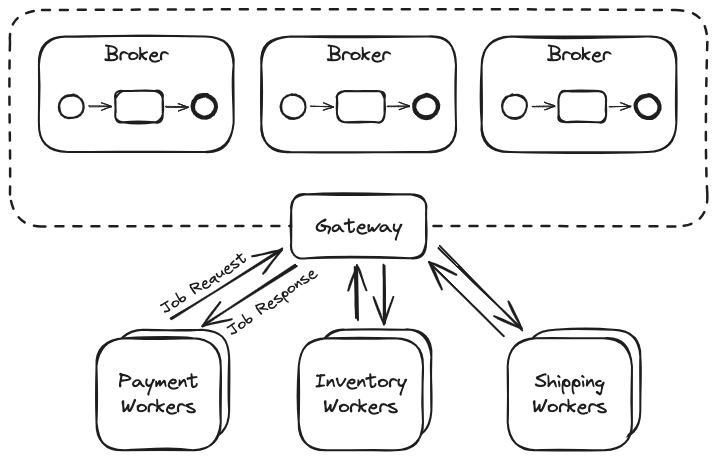 Broker
Broker
Broker
Gateway
Job Request
Job Response
Payment
Workers
Inventory
Workers
Shipping
Workers